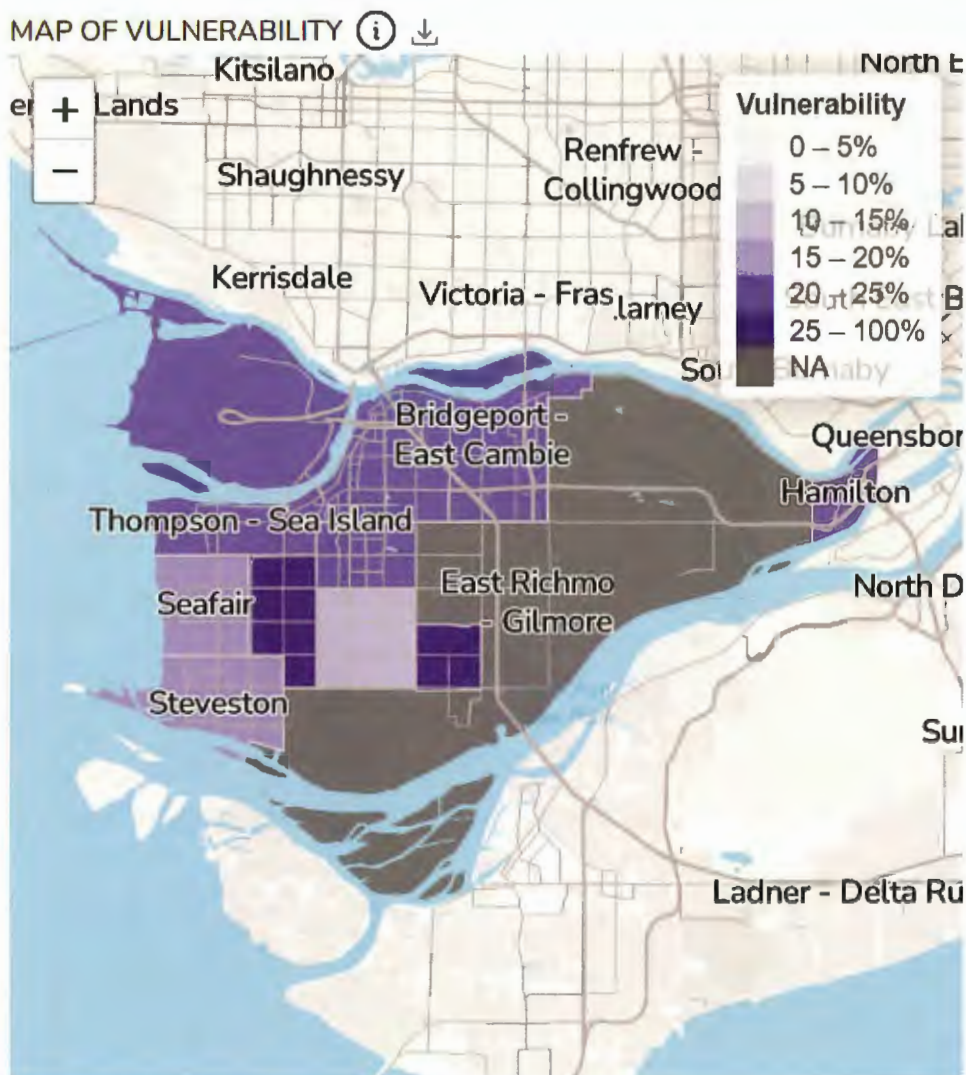 MAP OF VULNERABILITY i
Kitsilano
North E
Lands
Vulnerability
0 – 5%
5 – 10%
10 – 15%
15 – 20%
20 – 25%
25 – 100%
NA
Renfrew -
Collingwood
Shaughnessy
Kerrisdale
Victoria - Fras
larney
Burnaby
Queensbor
Bridgeport -
East Cambie
Hamilton
Thompson - Sea Island
East Richmo
- Gilmore
North D
Seafair
Steveston
Ladner - Delta Ru